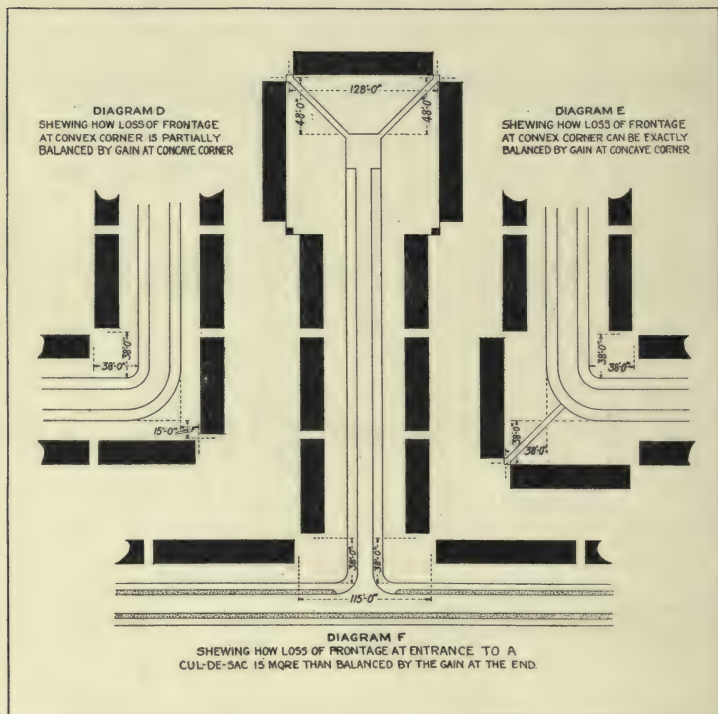 128'·0"
48'·0"
48'·0"
DIAGRAM D
SHEWING HOW LOSS OF FRONTAGE
AT CONVEX CORNER IS PARTIALLY
BALANCED BY GAIN AT CONCAVE CORNER
DIAGRAM E
SHEWING HOW LOSS OF FRONTAGE
AT CONVEX CORNER CAN BE EXACTLY
BALANCED BY GAIN AT CONCAVE CORNER
38'·0"
38'·0"
15'·0"
38'·0"
38'·0"
38'·0"
38'·0"
38'·0"
38'·0"
115'·0"
DIAGRAM F
SHEWING HOW LOSS OF FRONTAGE AT ENTRANCE TO A
CUL-DE-SAC IS MORE THAN BALANCED BY THE GAIN AT THE END.